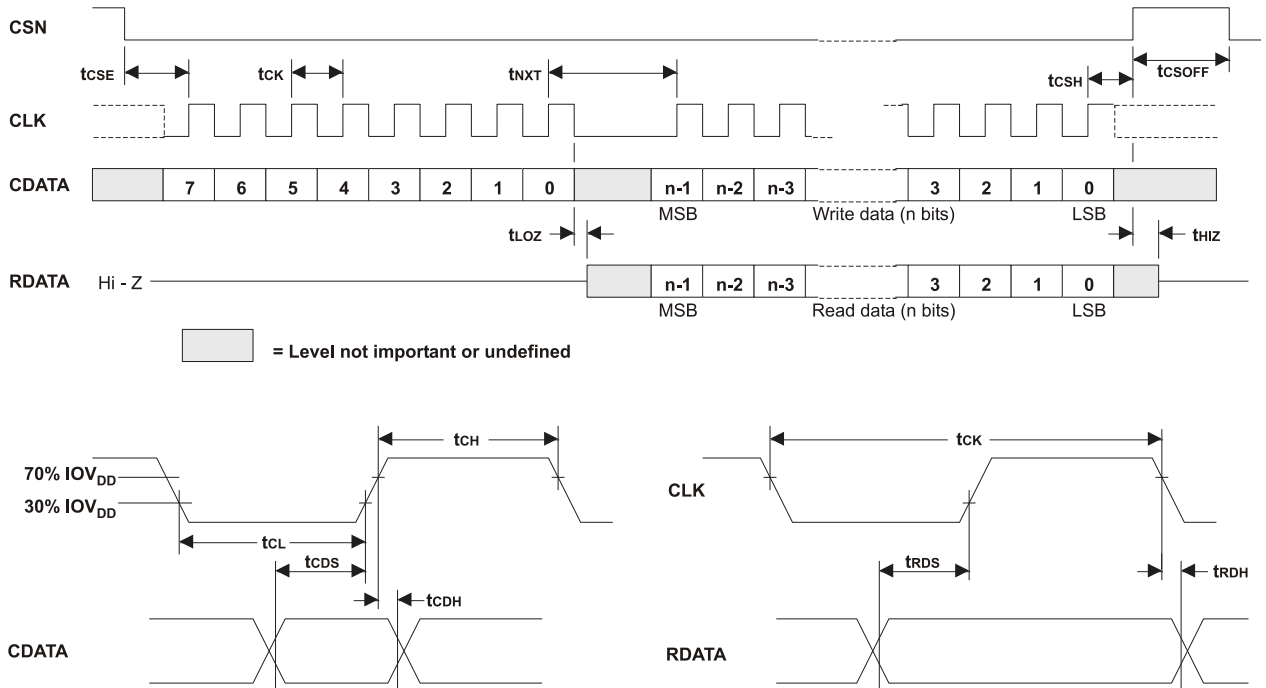 CSN
tCSE tCK tNXT tCSH tCSOFF
CLK
CDATA 7 6 5 4 3 2 1 0 n-1 n-2 n-3 3 2 1 0
MSB Write data (n bits) LSB
tLOZ tHIZ
RDATA Hi - Z n-1 n-2 n-3 3 2 1 0
MSB Read data (n bits) LSB
= Level not important or undefined
tCH tCK
70% IOVDD
CLK
30% IOVDD
tCL
tCDS tRDS
tCDH tRDH
CDATA RDATA